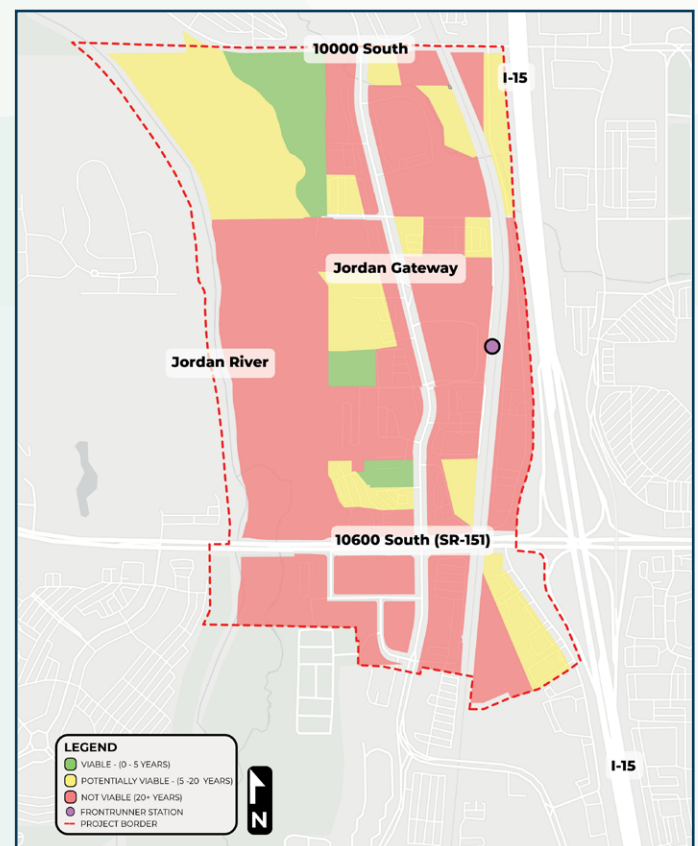 10000 South
I-15
Jordan Gateway
Jordan River
10600 South (SR-151)
I-15
LEGEND
VIABLE - (0 - 5 YEARS)
POTENTIALLY VIABLE - (5 -20 YEARS)
NOT VIABLE (20+ YEARS)
FRONTRUNNER STATION
PROJECT BORDER
N